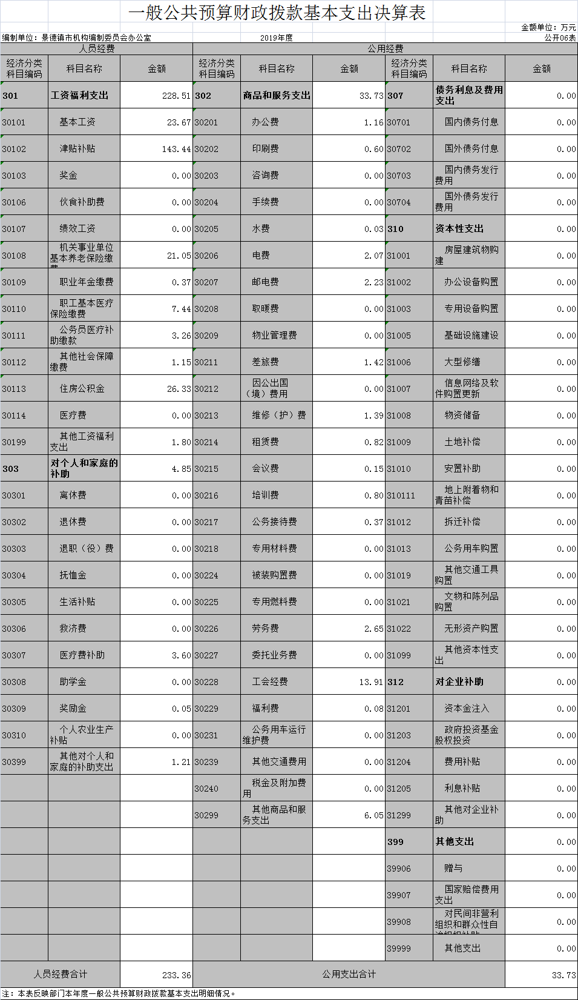 一般公共预算财政拨款基本支出决算表
金额单位：万元
编制单位：景德镇市机构编制委员会办公室 2019年度 公开06表
人员经费 公用经费
经济分类科目编码 科目名称 金额 经济分类科目编码 科目名称 金额 经济分类科目编码 科目名称 金额
301 工资福利支出 228.51 302 商品和服务支出 33.73 307 债务利息及费用支出 0.00
30101 基本工资 23.67 30201 办公费 1.16 30701 国内债务付息 0.00
30102 津贴补贴 143.44 30202 印刷费 0.60 30702 国外债务付息 0.00
30103 奖金 0.00 30203 咨询费 0.00 30703 国内债务发行费用 0.00
30106 伙食补助费 0.00 30204 手续费 0.00 30704 国外债务发行费用 0.00
30107 绩效工资 0.00 30205 水费 0.03 310 资本性支出 0.00
30108 机关事业单位基本养老保险缴费 21.05 30206 电费 2.07 31001 房屋建筑物购建 0.00
30109 职业年金缴费 0.37 30207 邮电费 2.23 31002 办公设备购置 0.00
30110 职工基本医疗保险缴费 7.44 30208 取暖费 0.00 31003 专用设备购置 0.00
30111 公务员医疗补助缴款 3.26 30209 物业管理费 0.00 31005 基础设施建设 0.00
30112 其他社会保障缴费 1.15 30211 差旅费 1.42 31006 大型修缮 0.00
30113 住房公积金 26.33 30212 因公出国（境）费用 0.00 31007 信息网络及软件购置更新 0.00
30114 医疗费 0.00 30213 维修（护）费 1.39 31008 物资储备 0.00
30199 其他工资福利支出 1.80 30214 租赁费 0.82 31009 土地补偿 0.00
303 对个人和家庭的补助 4.85 30215 会议费 0.15 31010 安置补助 0.00
30301 离休费 0.00 30216 培训费 0.80 310111 地上附着物和青苗补偿 0.00
30302 退休费 0.00 30217 公务接待费 0.37 31012 拆迁补偿 0.00
30303 退职（役）费 0.00 30218 专用材料费 0.00 31013 公务用车购置 0.00
30304 抚恤金 0.00 30224 被装购置费 0.00 31019 其他交通工具购置 0.00
30305 生活补贴 0.00 30225 专用燃料费 0.00 31021 文物和陈列品购置 0.00
30306 救济费 0.00 30226 劳务费 2.65 31022 无形资产购置 0.00
30307 医疗费补助 3.60 30227 委托业务费 0.00 31099 其他资本性支出 0.00
30308 助学金 0.00 30228 工会经费 13.91 312 对企业补助 0.00
30309 奖励金 0.05 30229 福利费 0.08 31201 资本金注入 0.00
30310 个人农业生产补贴 0.00 30231 公务用车运行维护费 0.00 31203 政府投资基金股权投资 0.00
30399 其他对个人和家庭的补助支出 1.21 30239 其他交通费用 0.00 31204 费用补贴 0.00
30240 税金及附加费用 0.00 31205 利息补贴 0.00
30299 其他商品和服务支出 6.05 31299 其他对企业补助 0.00
399 其他支出 0.00
39906 赠与 0.00
39907 国家赔偿费用支出 0.00
39908 对民间非营利组织和群众性自治组织补贴 0.00
39999 其他支出 0.00
人员经费合计 233.36 公用支出合计 33.73
注：本表反映部门本年度一般公共预算财政拨款基本支出明细情况。